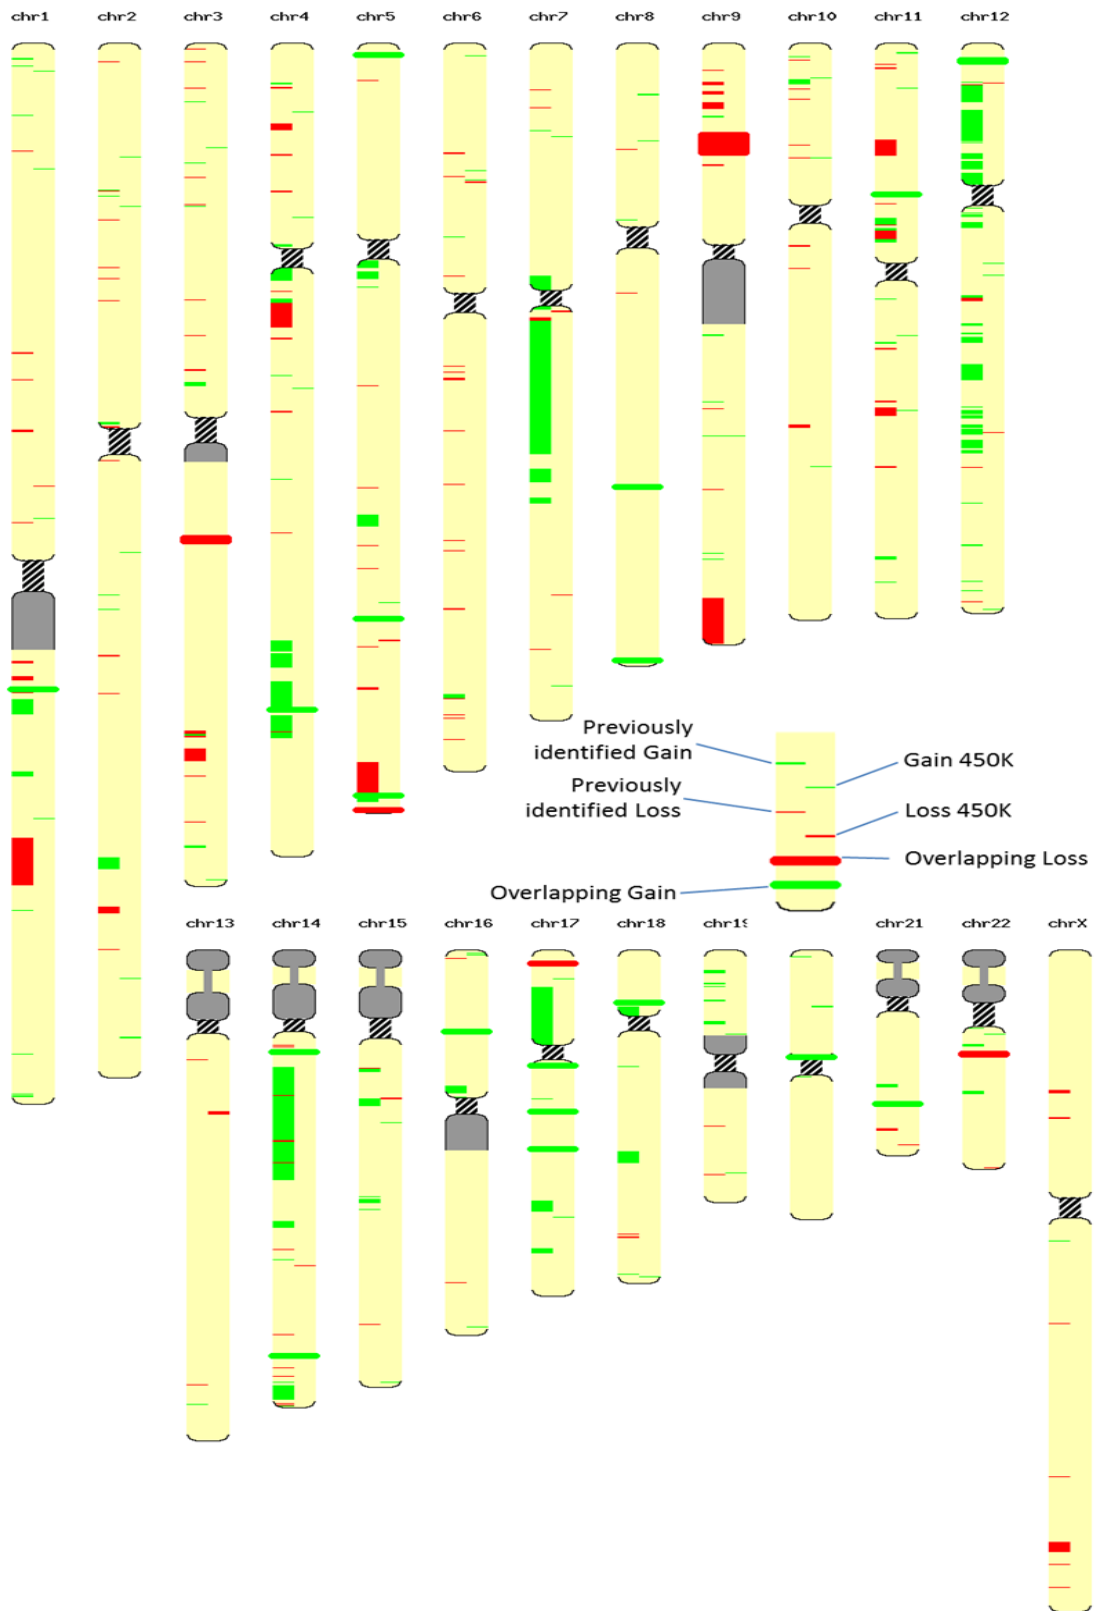 chr1 chr2 chr3 chr4 chr5 chr6 chr7 chr8 chr9 chr10 chr11 chr12
Previously
identified Gain
Gain 450K
Previously
identified Loss
Loss 450K
Overlapping Loss
Overlapping Gain
chr13 chr14 chr15 chr16 chr17 chr18 chr19 chr21 chr22 chrX